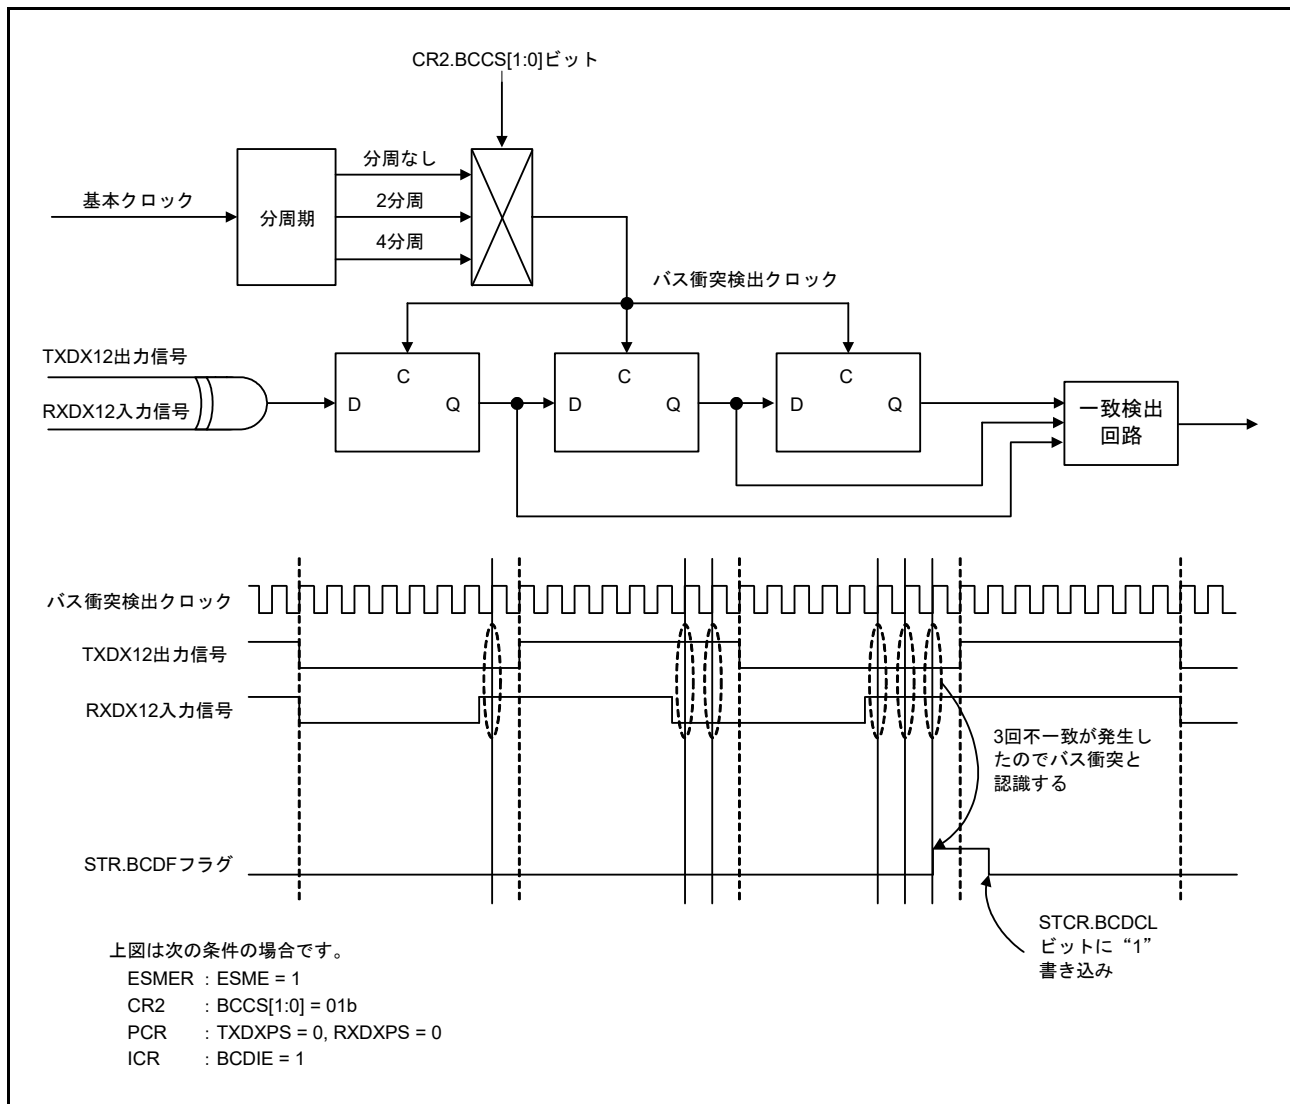 CR2.BCCS[1:0]ビット
分周なし
基本クロック
分周期
2分周
4分周
バス衝突検出クロック
TXDX12出力信号
RXDX12入力信号
C
D
Q
C
D
Q
C
D
Q
一致検出
回路
バス衝突検出クロック
TXDX12出力信号
RXDX12入力信号
3回不一致が発生し
たのでバス衝突と
認識する
STR.BCDFフラグ
STCR.BCDCL
ビットに“1”
書き込み
上図は次の条件の場合です。
ESMER : ESME = 1
CR2 : BCCS[1:0] = 01b
PCR : TXDXPS = 0, RXDXPS = 0
ICR : BCDIE = 1